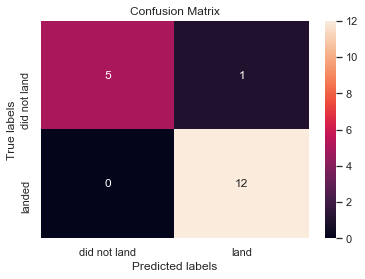 Confusion Matrix
True labels
did not land
landed
5
1
0
12
did not land
land
Predicted labels
12
10
8
6
4
2
0